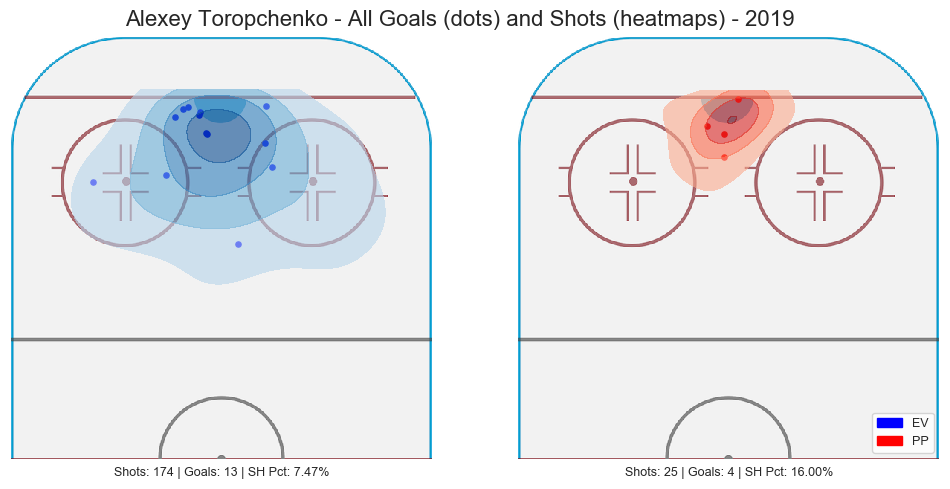 Alexey Toropchenko - All Goals (dots) and Shots (heatmaps) - 2019
EV
PP
Shots: 174 | Goals: 13 | SH Pct: 7.47%
Shots: 25 | Goals: 4 | SH Pct: 16.00%